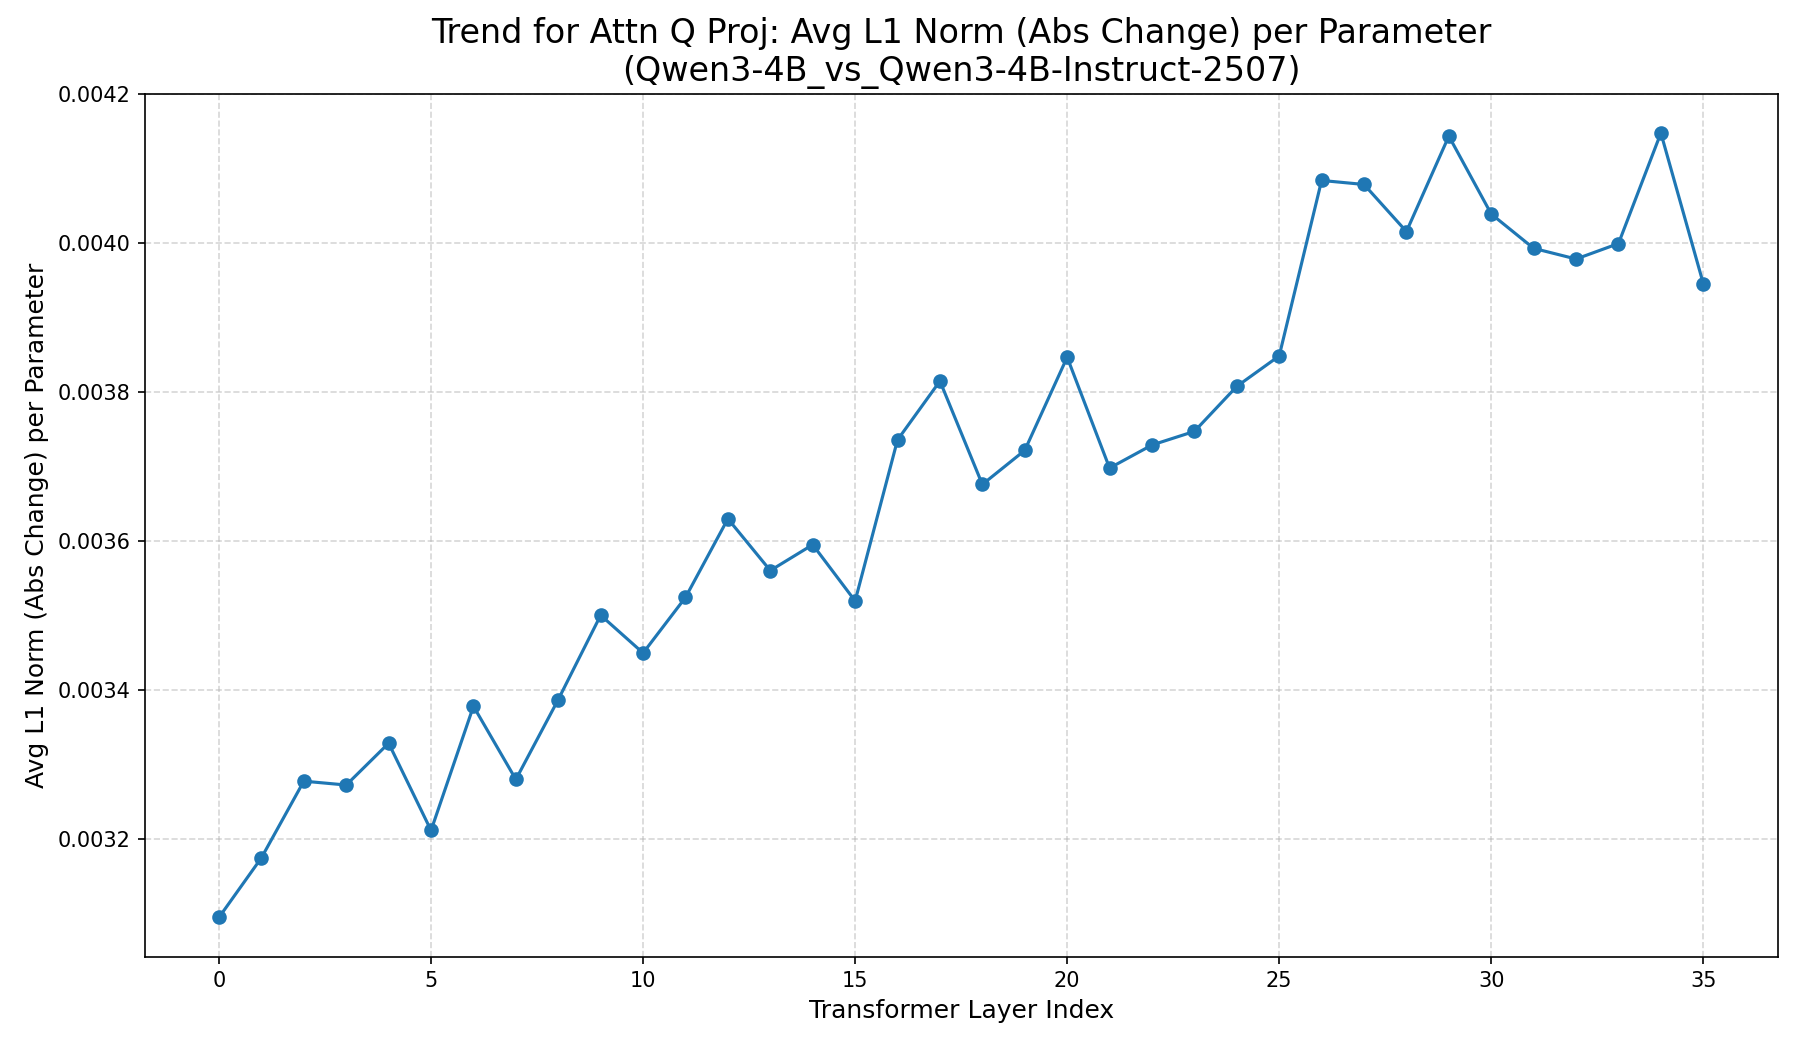 Trend for Attn Q Proj: Avg L1 Norm (Abs Change) per Parameter
(Qwen3-4B_vs_Qwen3-4B-Instruct-2507)
Avg L1 Norm (Abs Change) per Parameter
0.0042
0.0040
0.0038
0.0036
0.0034
0.0032
0 5 10 15 20 25 30 35
Transformer Layer Index